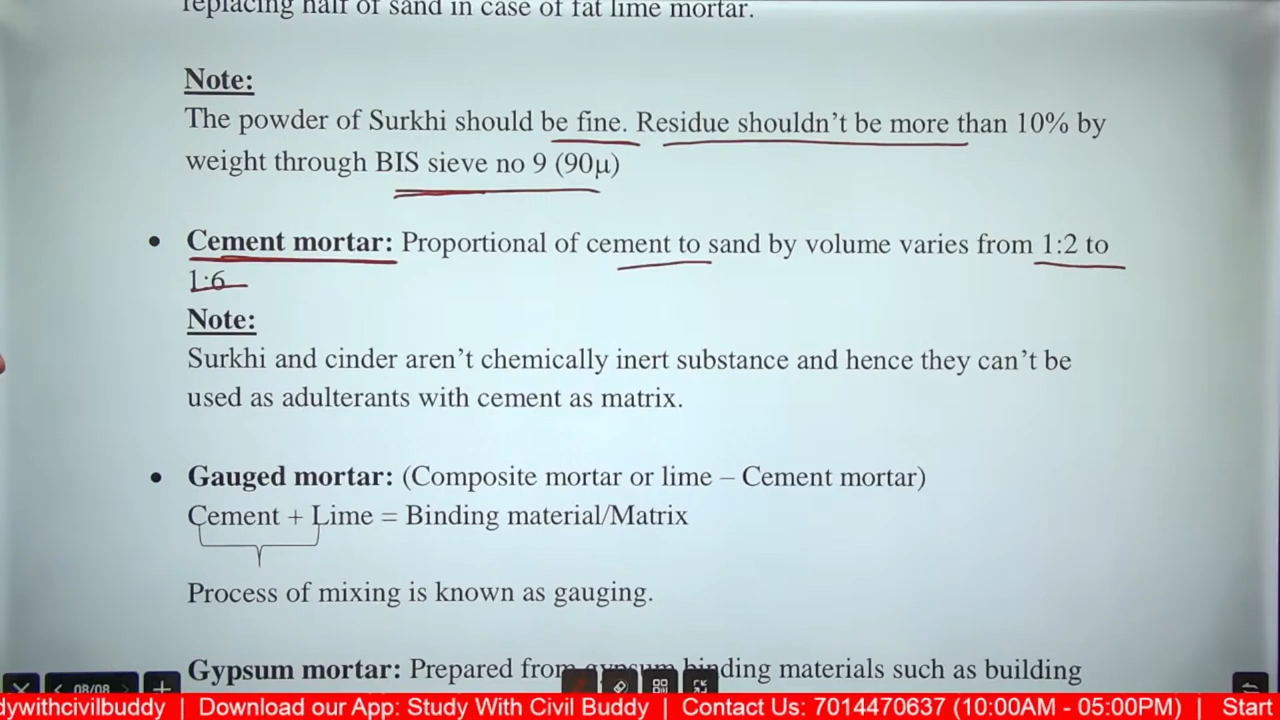 replacing half of sand in case of fat lime mortar.
Note:
The powder of Surkhi should be fine. Residue shouldn’t be more than 10% by
weight through BIS sieve no 9 (90μ)
• Cement mortar: Proportional of cement to sand by volume varies from 1:2 to
1:6
Note:
Surkhi and cinder aren’t chemically inert substance and hence they can’t be
used as adulterants with cement as matrix.
• Gauged mortar: (Composite mortar or lime – Cement mortar)
Cement + Lime = Binding material/Matrix
Process of mixing is known as gauging.
Gypsum mortar: Prepared from gypsum binding materials such as building
08/08
dywithcivilbuddy | Download our App: Study With Civil Buddy | Contact Us: 7014470637 (10:00AM - 05:00PM) | Start